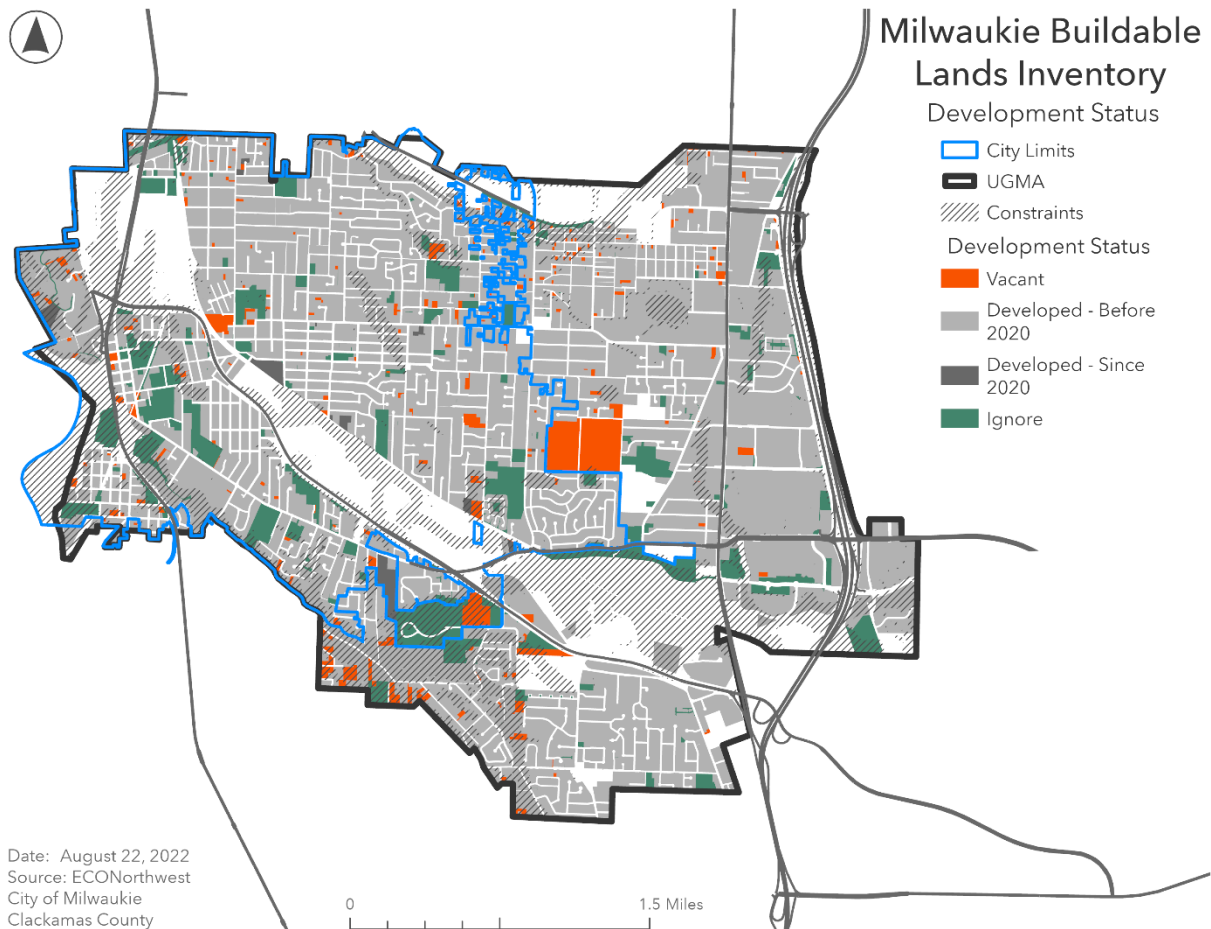 Milwaukie Buildable
Lands Inventory
Development Status
City Limits
UGMA
Constraints
Development Status
Vacant
Developed - Before
2020
Developed - Since
2020
Ignore
Date: August 22, 2022
Source: ECONorthwest
City of Milwaukie
Clackamas County
0
1.5 Miles